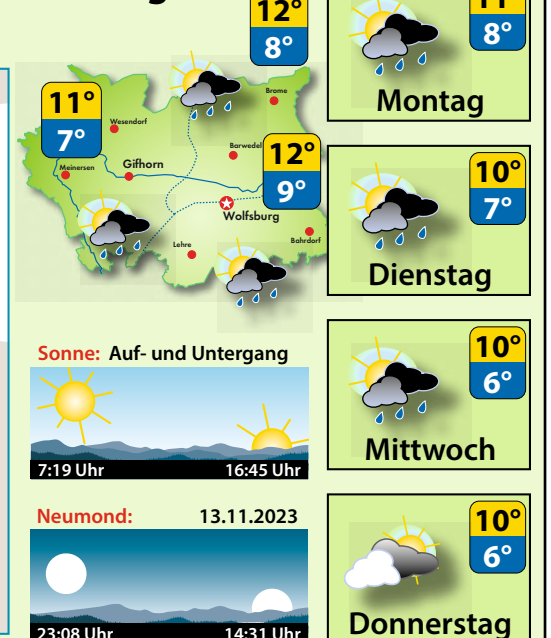 12°
8°
8°
Montag
11°
7°
Brome
Wesendorf
Barwedel
12°
9°
Meinersen
Gifhorn
Wolfsburg
Lehre
Bahrdorf
10°
7°
Dienstag
Sonne: Auf- und Untergang
7:19 Uhr 16:45 Uhr
10°
6°
Mittwoch
Neumond: 13.11.2023
23:08 Uhr 14:31 Uhr
10°
6°
Donnerstag